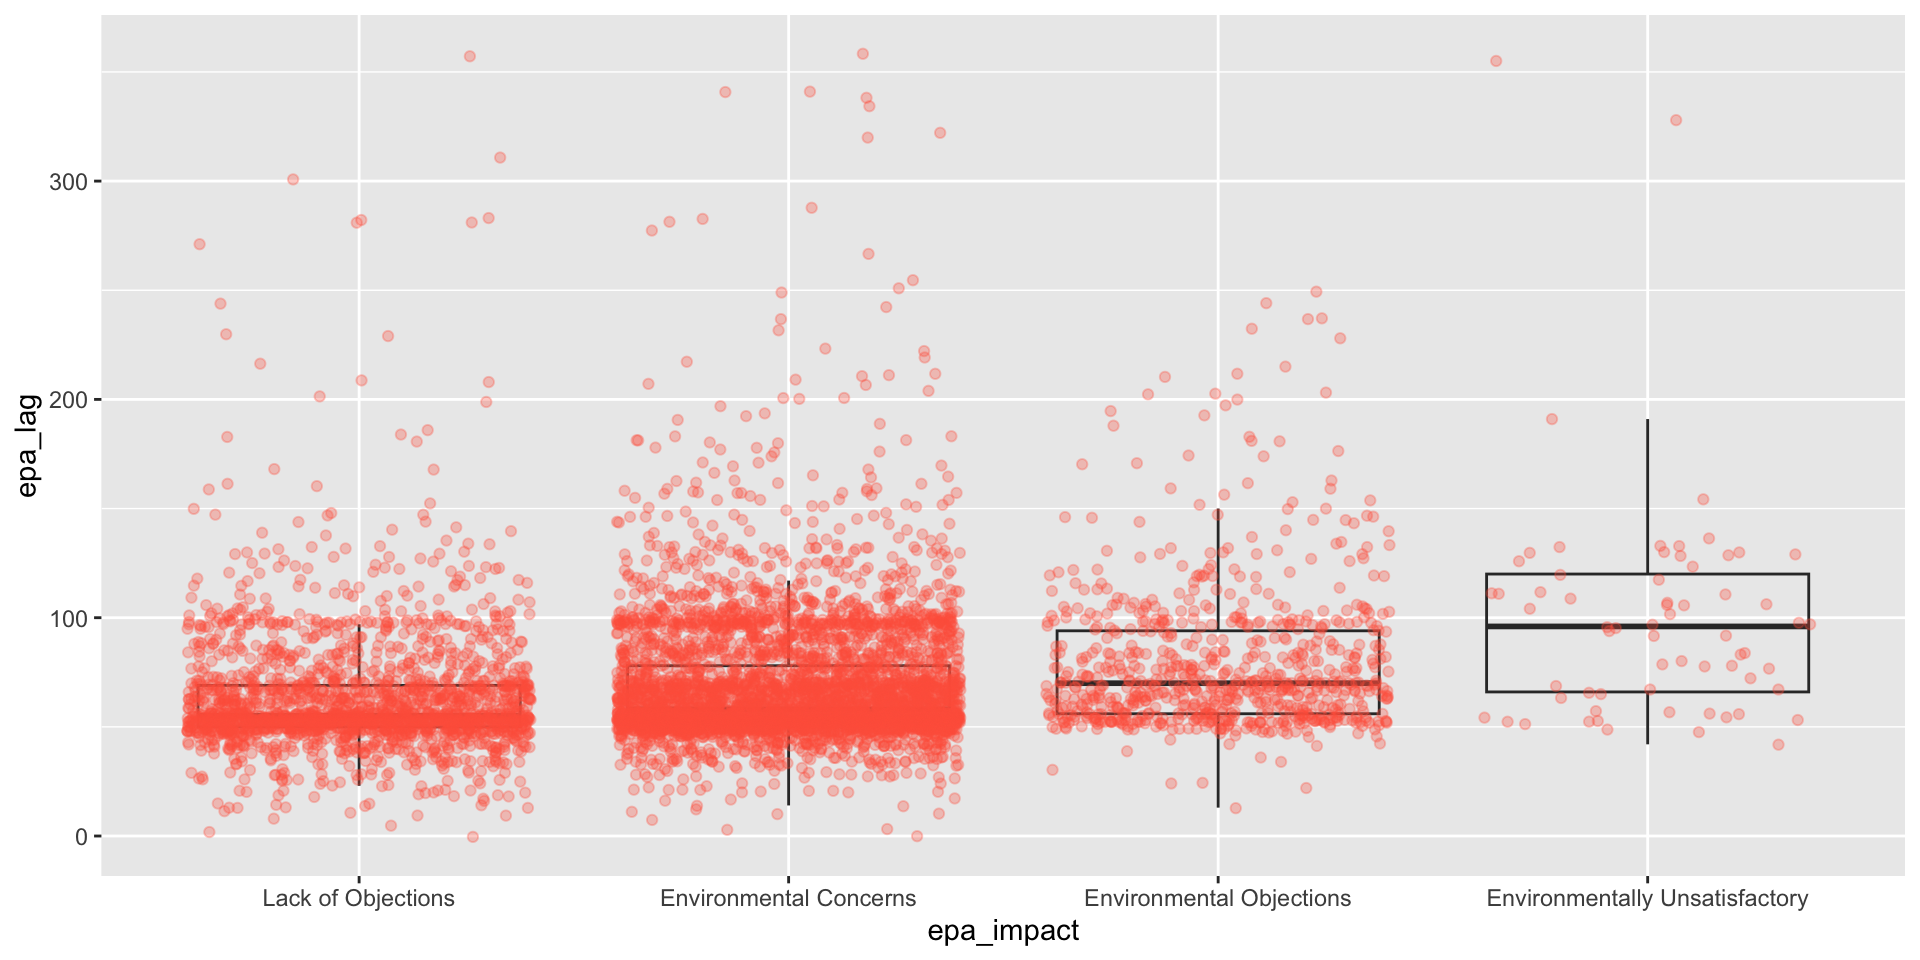 epa_lag
300
200
100
0
Lack of Objections
Environmental Concerns
Environmental Objections
Environmentally Unsatisfactory
epa_impact